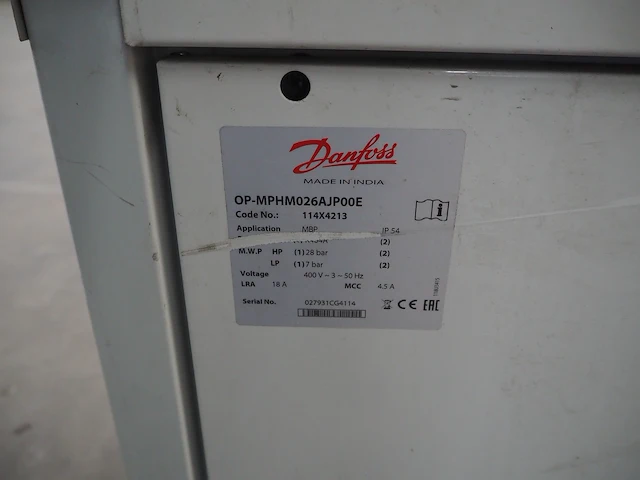 Danfoss
MADE IN INDIA
OP-MPHM026AJP00E
Code No.: 114X4213
Application MBP IP 54
(2)
M.W.P HP (1) 28 bar (2)
LP (1) 7 bar (2)
Voltage 400 V – 3 – 50 Hz
LRA 18 A MCC 4.5 A
Serial No. 027931CG4114
CE EAC